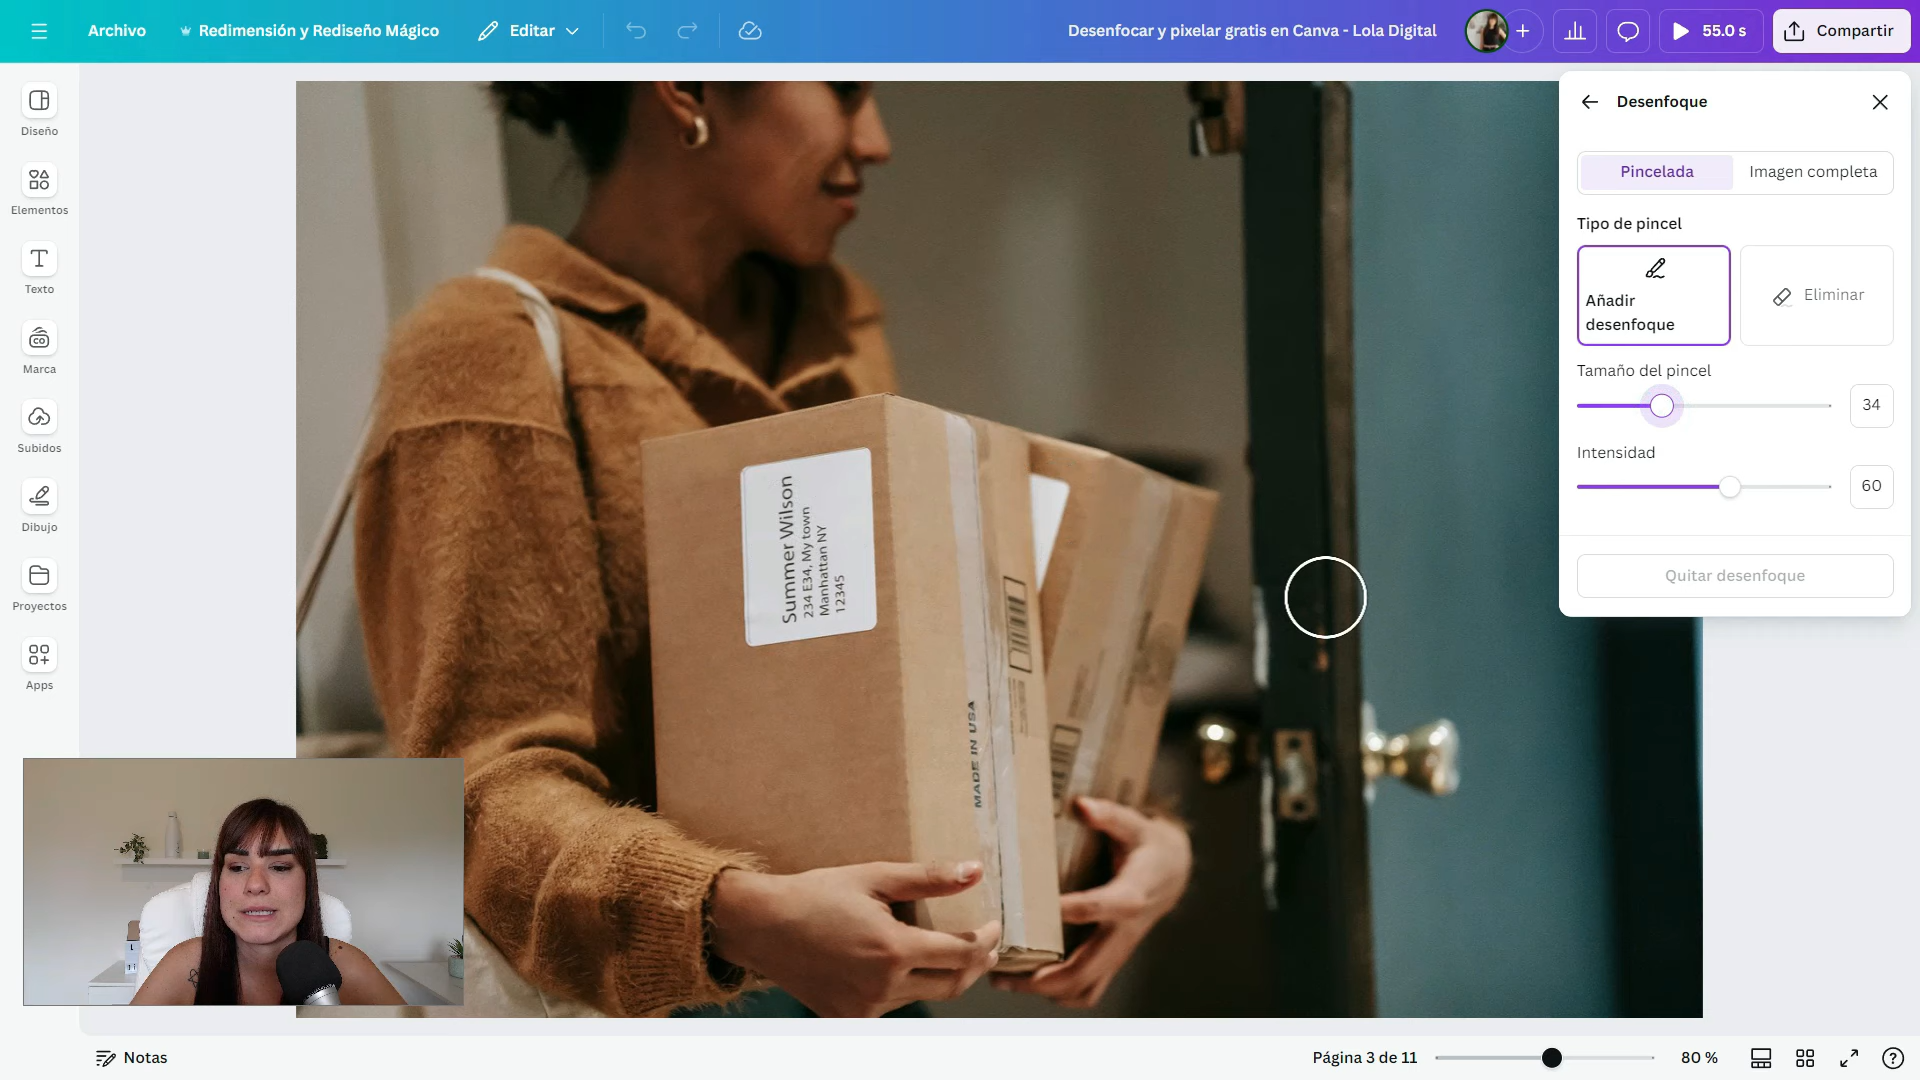 Archivo
Redimensión y Rediseño Mágico
Editar
Desenfocar y pixelar gratis en Canva - Lola Digital
55.0 s
Compartir
Diseño
Elementos
Texto
CO
Marca
Subidos
Dibujo
Proyectos
Apps
Desenfoque
Pincelada
Imagen completa
Tipo de pincel
Añadir
desenfoque
Eliminar
Tamaño del pincel
34
Intensidad
60
Quitar desenfoque
Summer Wilson
234 E34, My town
Manhattan NY
12345
MADE IN USA
Notas
Página 3 de 11
80 %